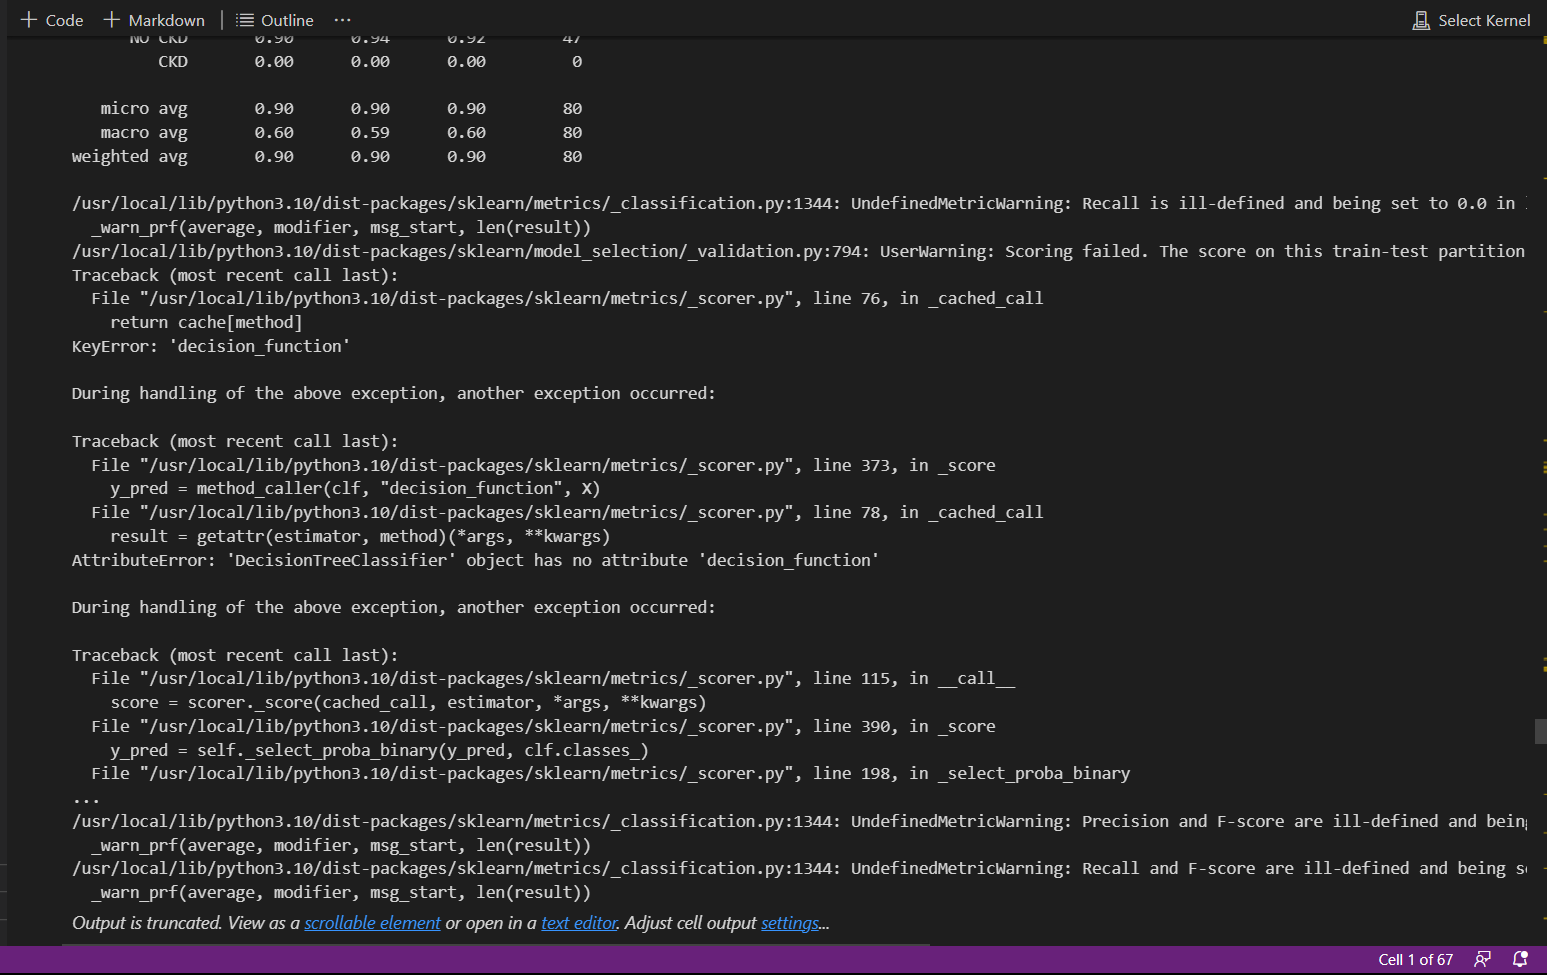 Code Markdown Outline ... Select Kernel
NO CKD 0.90 0.94 0.92 47
CKD 0.00 0.00 0.00 0
micro avg 0.90 0.90 0.90 80
macro avg 0.60 0.59 0.60 80
weighted avg 0.90 0.90 0.90 80
/usr/local/lib/python3.10/dist-packages/sklearn/metrics/_classification.py:1344: UndefinedMetricWarning: Recall is ill-defined and being set to 0.0 in
_warn_prf(average, modifier, msg_start, len(result))
/usr/local/lib/python3.10/dist-packages/sklearn/model_selection/_validation.py:794: UserWarning: Scoring failed. The score on this train-test partition
Traceback (most recent call last):
File "/usr/local/lib/python3.10/dist-packages/sklearn/metrics/_scorer.py", line 76, in _cached_call
return cache[method]
KeyError: 'decision_function'
During handling of the above exception, another exception occurred:
Traceback (most recent call last):
File "/usr/local/lib/python3.10/dist-packages/sklearn/metrics/_scorer.py", line 373, in _score
y_pred = method_caller(clf, "decision_function", X)
File "/usr/local/lib/python3.10/dist-packages/sklearn/metrics/_scorer.py", line 78, in _cached_call
result = getattr(estimator, method)(*args, **kwargs)
AttributeError: 'DecisionTreeClassifier' object has no attribute 'decision_function'
During handling of the above exception, another exception occurred:
Traceback (most recent call last):
File "/usr/local/lib/python3.10/dist-packages/sklearn/metrics/_scorer.py", line 115, in __call__
score = scorer._score(cached_call, estimator, *args, **kwargs)
File "/usr/local/lib/python3.10/dist-packages/sklearn/metrics/_scorer.py", line 390, in _score
y_pred = self._select_proba_binary(y_pred, clf.classes_)
File "/usr/local/lib/python3.10/dist-packages/sklearn/metrics/_scorer.py", line 198, in _select_proba_binary
...
/usr/local/lib/python3.10/dist-packages/sklearn/metrics/_classification.py:1344: UndefinedMetricWarning: Precision and F-score are ill-defined and being
_warn_prf(average, modifier, msg_start, len(result))
/usr/local/lib/python3.10/dist-packages/sklearn/metrics/_classification.py:1344: UndefinedMetricWarning: Recall and F-score are ill-defined and being
_warn_prf(average, modifier, msg_start, len(result))
Output is truncated. View as a scrollable element or open in a text editor. Adjust cell output settings...
Cell 1 of 67